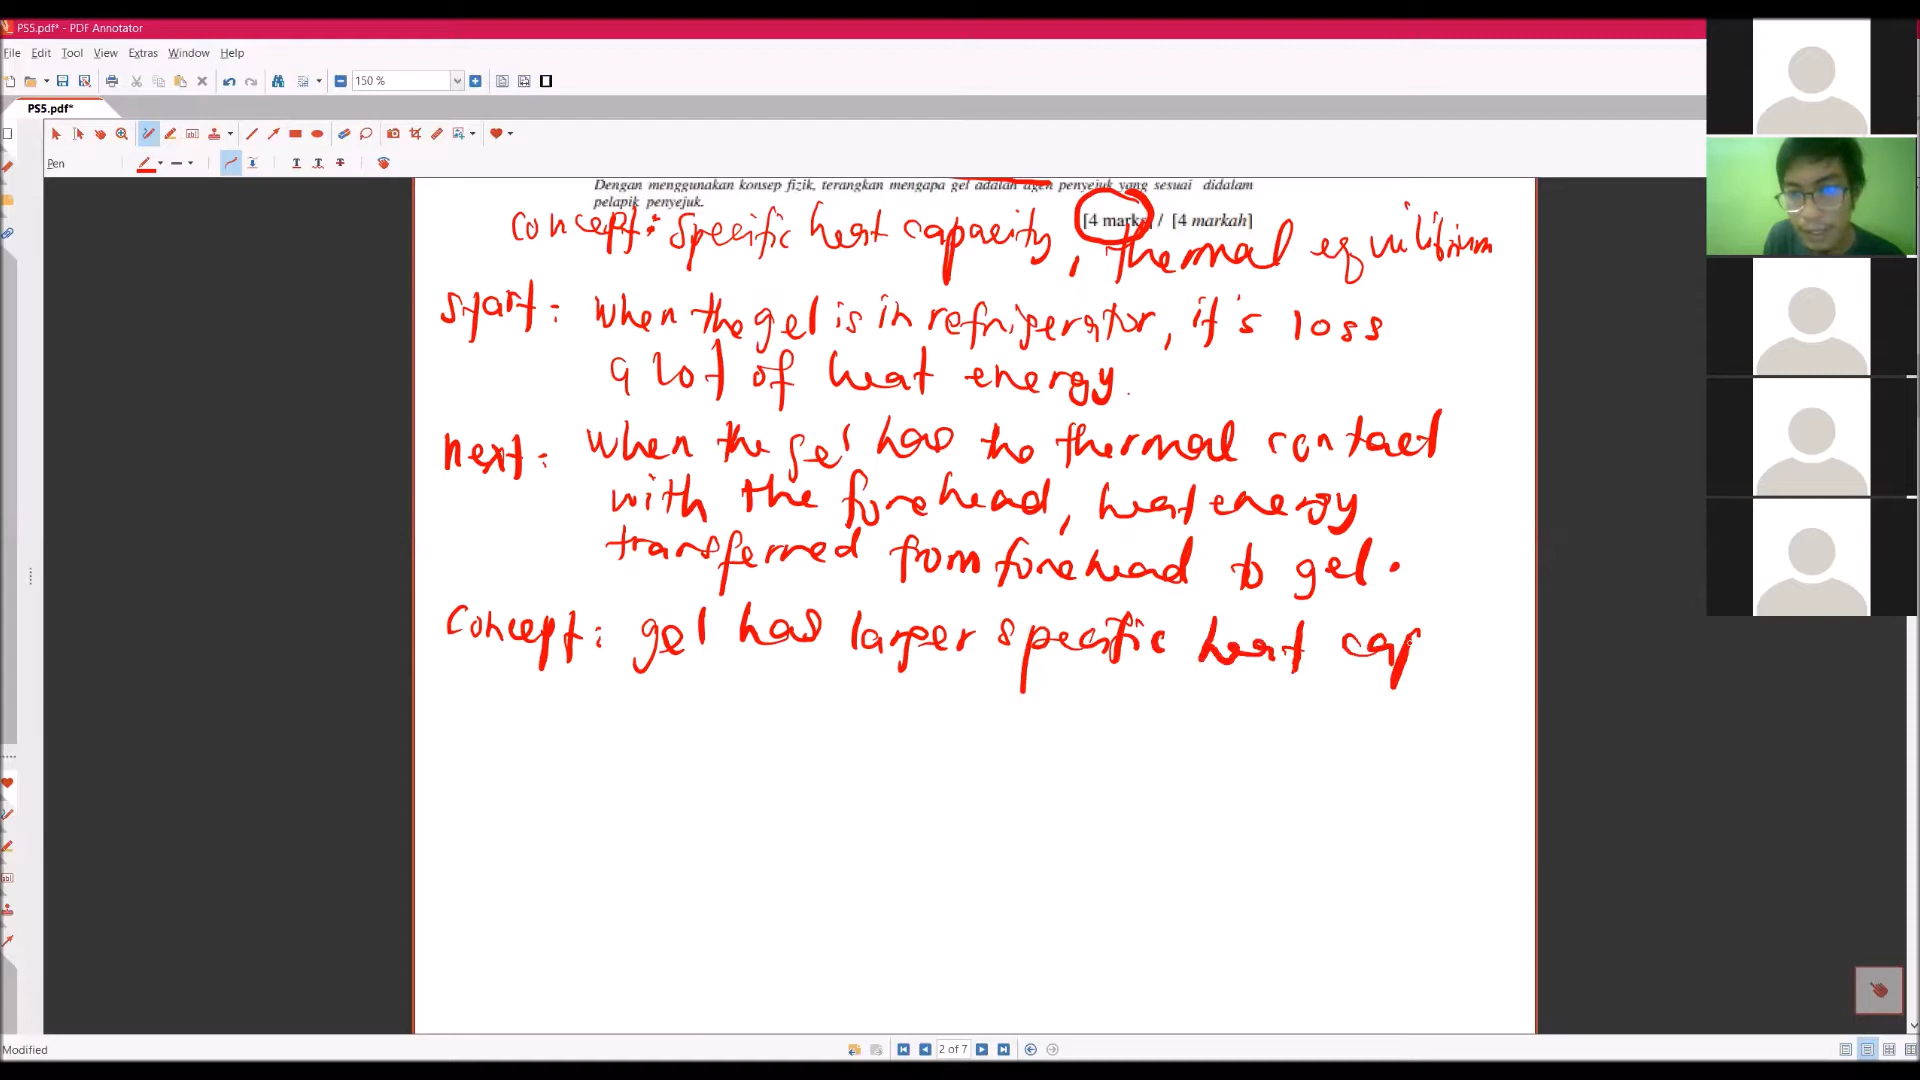 PS5.pdf* - PDF Annotator
File Edit Tool View Extras Window Help
150 %
PS5.pdf*
Pen
Dengan menggunakan konsep fizik, terangkan mengapa gel adalah agen penyejuk yang sesuai didalam
pelapik penyejuk.
[4 marks] / [4 markah]
concept: specific heat capacity, thermal equilibrium
start: when the gel is in refrigerator, it's loss
a lot of heat energy.
next: when the gel has the thermal contact
with the forehead, heat energy
transferred from forehead to gel.
concept: gel has larger specific heat cap
Modified
2 of 7